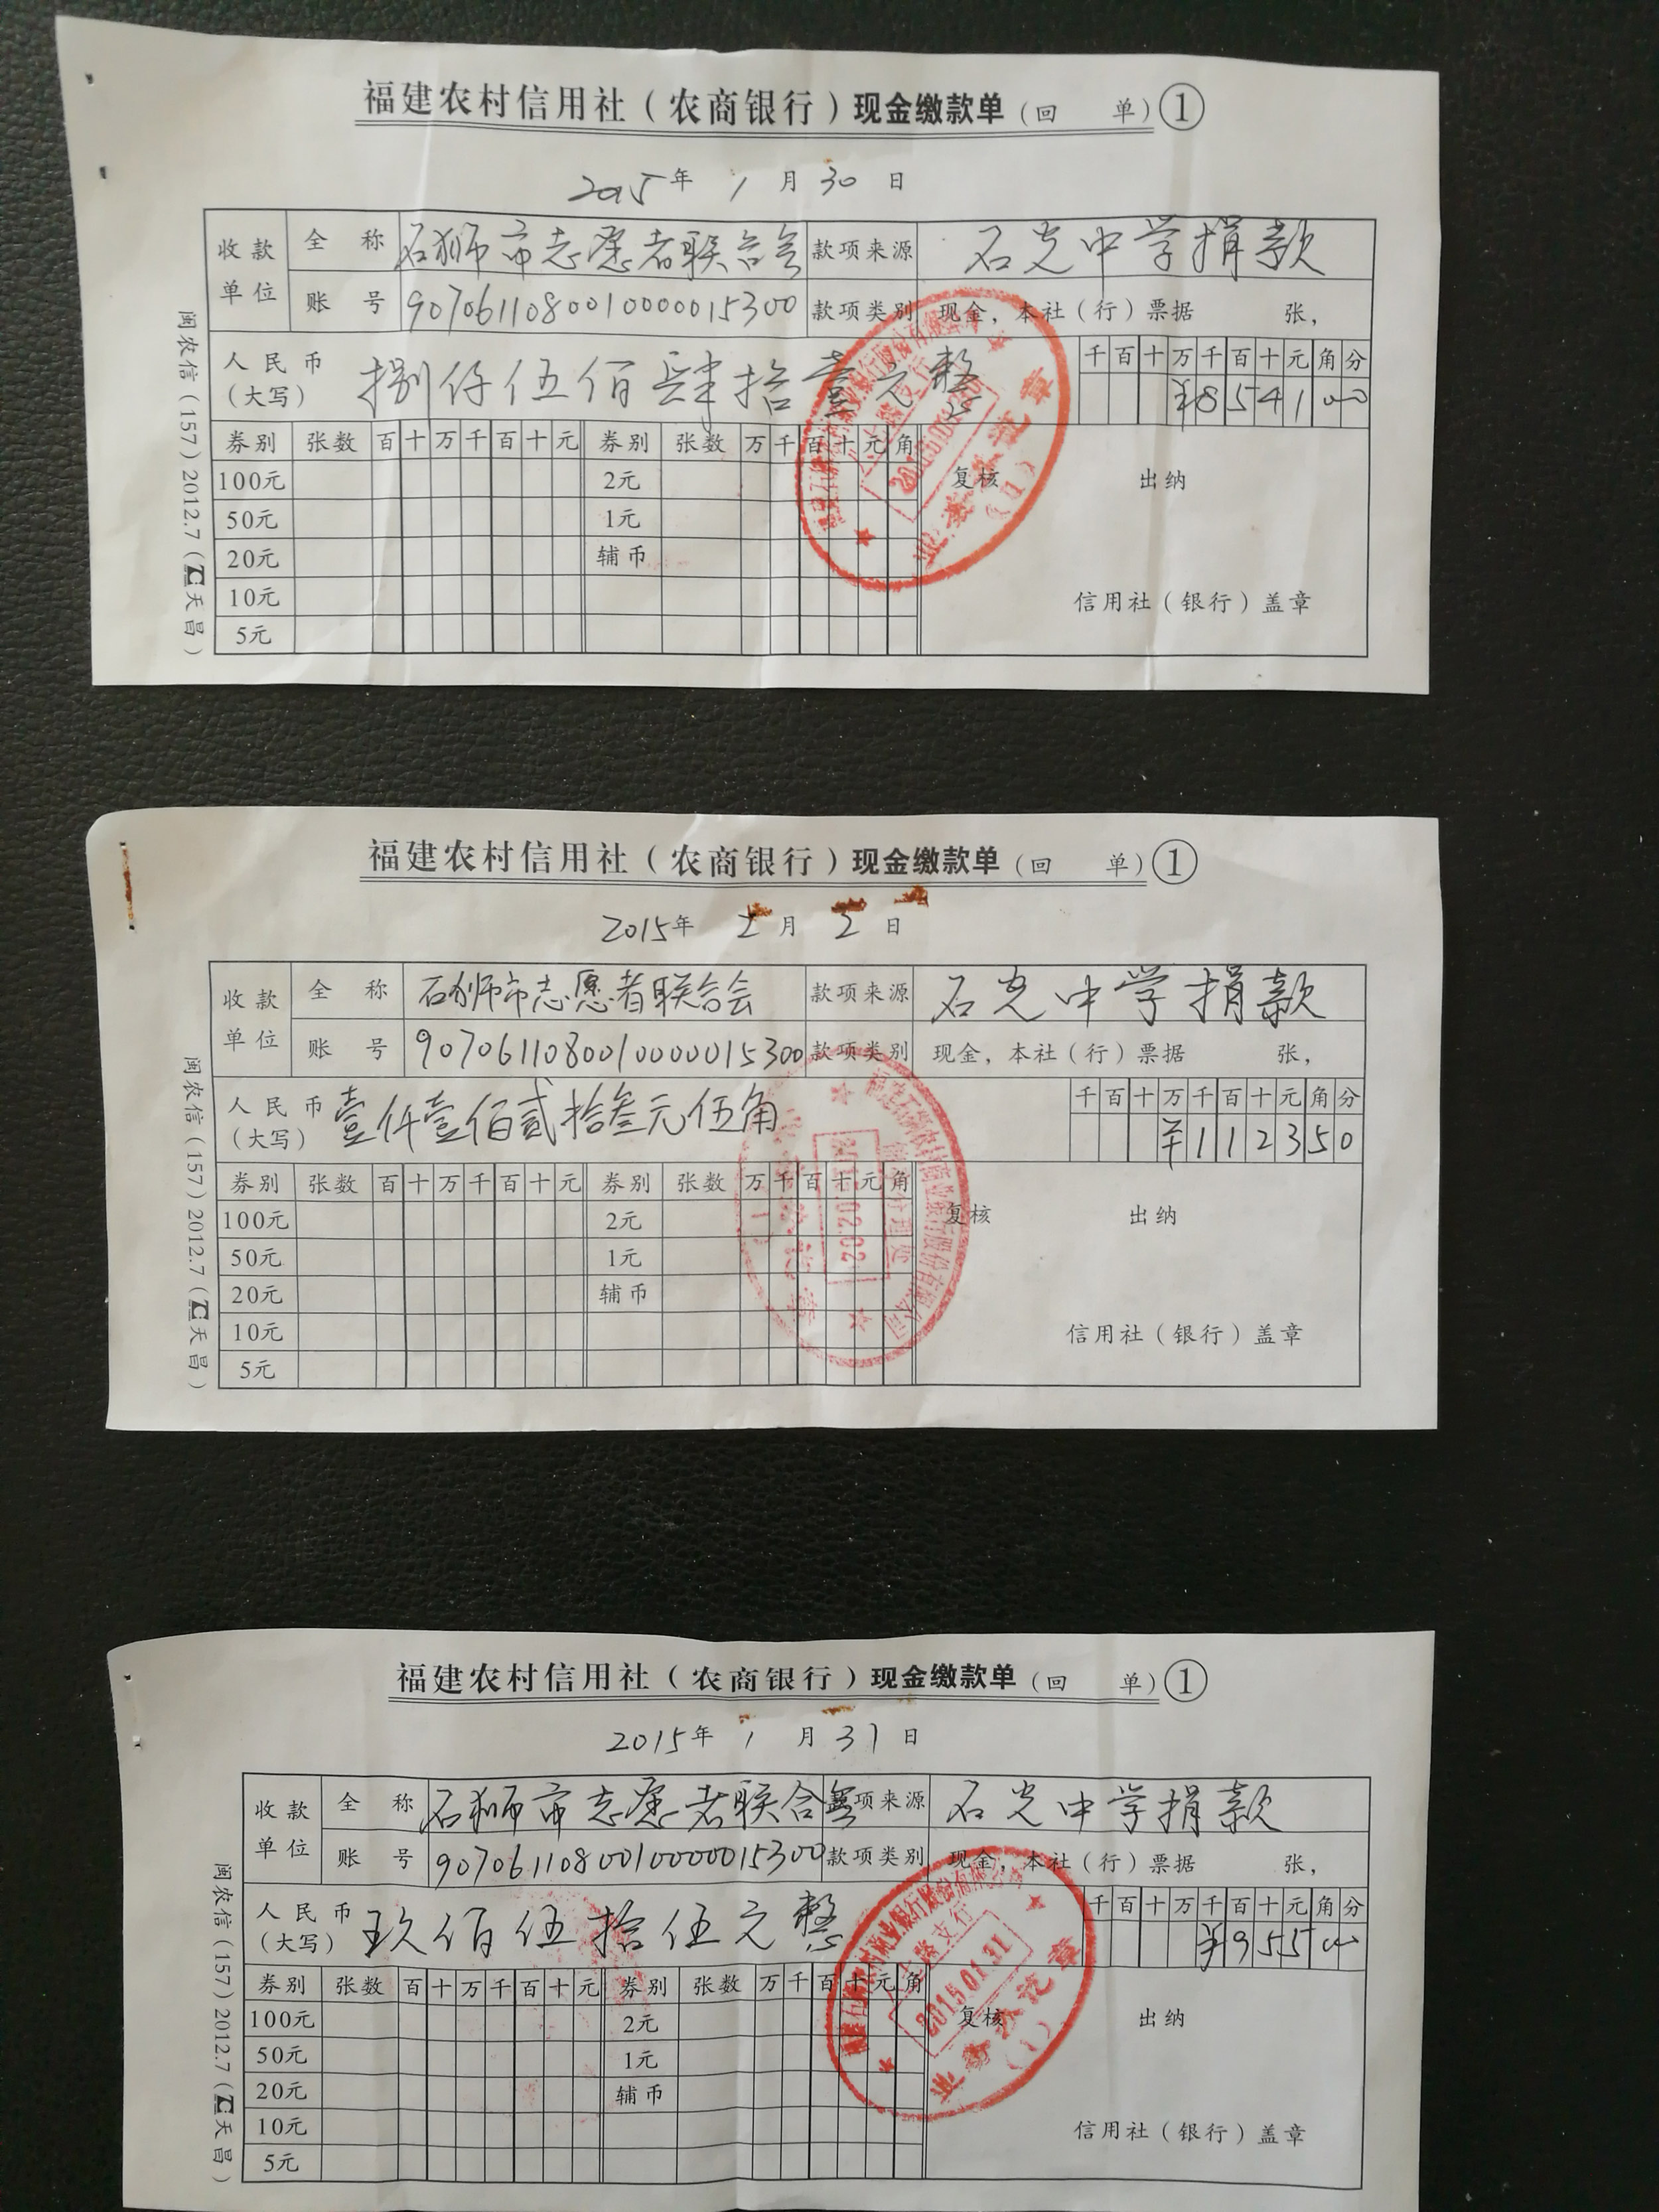 福建农村信用社（农商银行）现金缴款单（回 单）①
2015年 1 月 30 日
收款单位 全 称 石狮市志愿者联合会 款项来源 石光中学捐款
账 号 9070611080010000015300 款项类别 现金，本社（行）票据 张，
人民币（大写） 捌仟伍佰肆拾壹元整 千百十万千百十元角分
¥854100
券别 张数 百十万千百十元 券别 张数 万千百十元角
100元 2元 复核 出纳
50元 1元
20元 辅币
10元 信用社（银行）盖章
5元
闽农信（157）2012.7（天昌）
业务 讫章
（1）
福建农村信用社（农商银行）现金缴款单（回 单）①
2015年 2 月 2 日
收款单位 全 称 石狮市志愿者联合会 款项来源 石光中学捐款
账 号 9070611080010000015300 款项类别 现金，本社（行）票据 张，
人民币（大写） 壹仟壹佰贰拾叁元伍角 千百十万千百十元角分
¥112350
券别 张数 百十万千百十元 券别 张数 万千百十元角
100元 2元 复核 出纳
50元 1元
20元 辅币
10元 信用社（银行）盖章
5元
闽农信（157）2012.7（天昌）
福建农村信用社（农商银行）现金缴款单（回 单）①
2015年 1 月 31 日
收款单位 全 称 石狮市志愿者联合会 款项来源 石光中学捐款
账 号 9070611080010000015300 款项类别 现金，本社（行）票据 张，
人民币（大写） 玖佰伍拾伍元整 千百十万千百十元角分
¥95500
券别 张数 百十万千百十元 券别 张数 万千百十元角
100元 2元 复核 出纳
50元 1元
20元 辅币
10元 信用社（银行）盖章
5元
闽农信（157）2012.7（天昌）
2015.01.31
业务 讫章
（1）